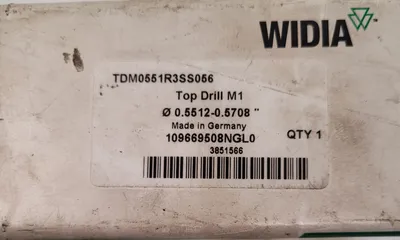 WIDIA
TDM0551R3SS056
Top Drill M1
Ø 0.5512-0.5708 "
Made in Germany
109669508NGL0 QTY 1
3851566